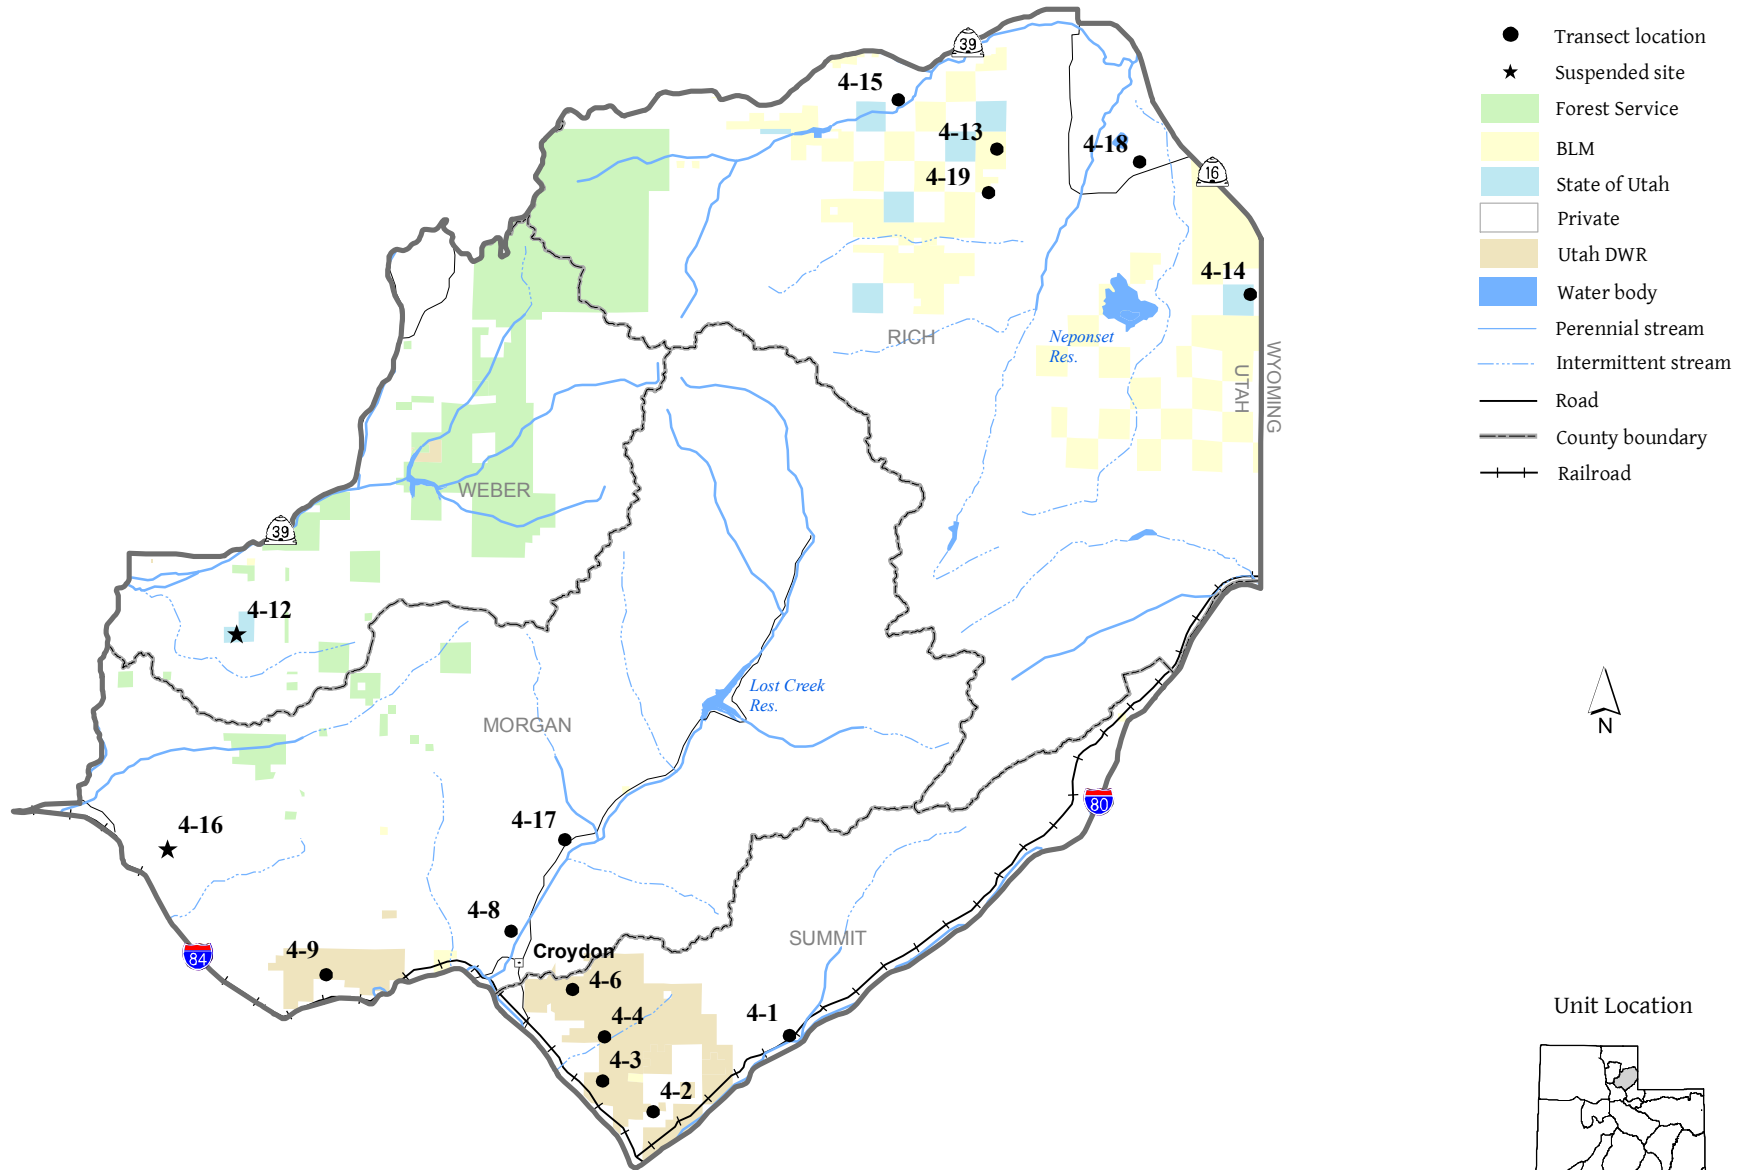 39
4-15
4-13
4-18
4-19
16
4-14
RICH
Neponset
Res.
WYOMING
UTAH
WEBER
39
4-12
Lost Creek
Res.
MORGAN
80
4-16
4-17
4-8
SUMMIT
84
4-9
Croydon
4-6
4-4
4-1
4-3
4-2
Transect location
Suspended site
Forest Service
BLM
State of Utah
Private
Utah DWR
Water body
Perennial stream
Intermittent stream
Road
County boundary
Railroad
N
Unit Location